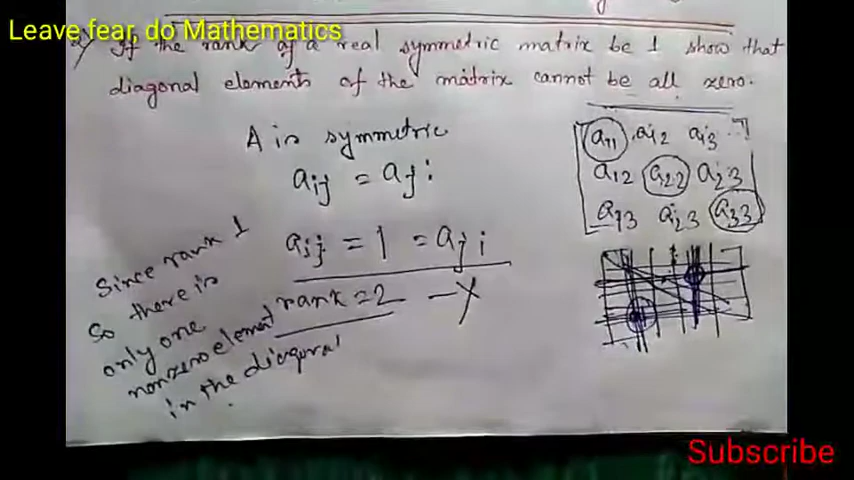 Leave fear, do Mathematics
a) If the rank of a real symmetric matrix be 1 show that
diagonal elements of the matrix cannot be all zero.
A is symmetric
aij = aji
aij = 1 = aji
rank = 2
Since rank 1
So there is
only one
nonzero element
in the diagonal
a11 a12 a13
a12 a22 a23
a13 a23 a33
Subscribe